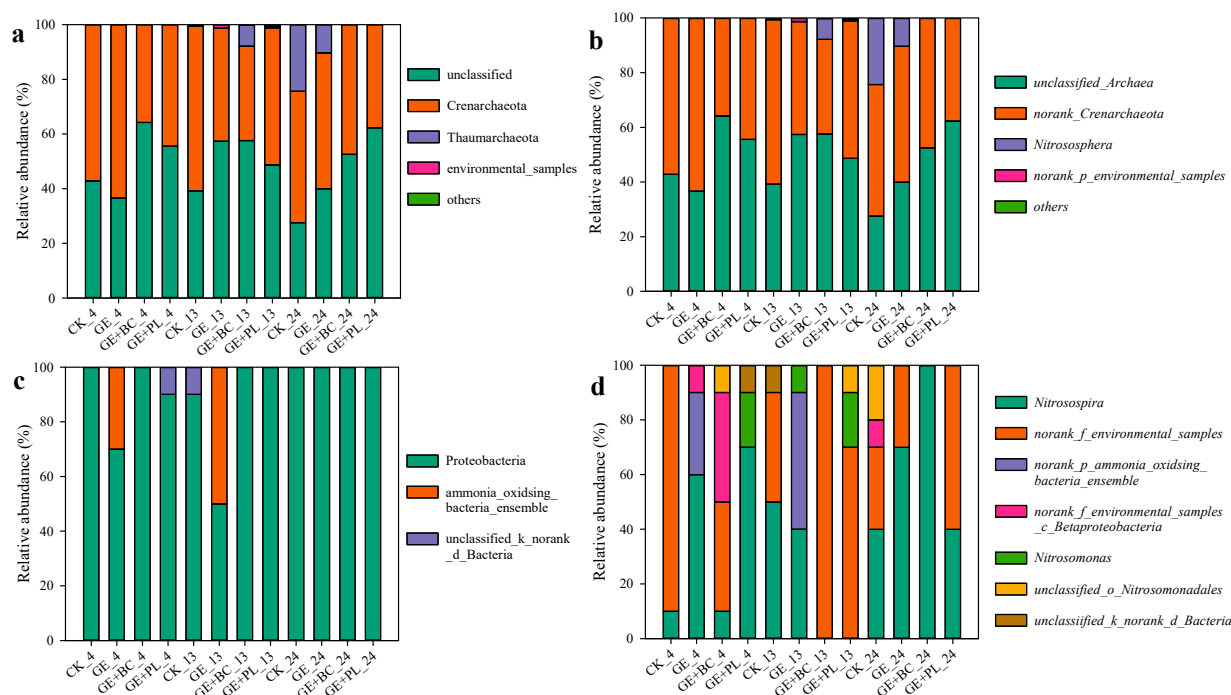 a
Relative abundance (%)
100
80
60
40
20
0
CK_4
GE_4
GE+BC_4
GE+PL_4
CK_13
GE_13
GE+BC_13
GE+PL_13
CK_24
GE_24
GE+BC_24
GE+PL_24
unclassified
Crenarchaeota
Thaumarchaeota
environmental_samples
others
b
Relative abundance (%)
100
80
60
40
20
0
CK_4
GE_4
GE+BC_4
GE+PL_4
CK_13
GE_13
GE+BC_13
GE+PL_13
CK_24
GE_24
GE+BC_24
GE+PL_24
unclassified_Archaea
norank_Crenarchaeota
Nitrososphera
norank_p_environmental_samples
others
c
Relative abundance (%)
100
80
60
40
20
0
CK_4
GE_4
GE+BC_4
GE+PL_4
CK_13
GE_13
GE+BC_13
GE+PL_13
CK_24
GE_24
GE+BC_24
GE+PL_24
Proteobacteria
ammonia_oxidsing_
bacteria_ensemble
unclassified_k_norank
_d_Bacteria
d
Relative abundance (%)
100
80
60
40
20
0
CK_4
GE_4
GE+BC_4
GE+PL_4
CK_13
GE_13
GE+BC_13
GE+PL_13
CK_24
GE_24
GE+BC_24
GE+PL_24
Nitrosospira
norank_f_environmental_samples
norank_p_ammonia_oxidsing_
bacteria_ensemble
norank_f_environmental_samples
_c_Betaproteobacteria
Nitrosomonas
unclassified_o_Nitrosomonadales
unclassiified_k_norank_d_Bacteria